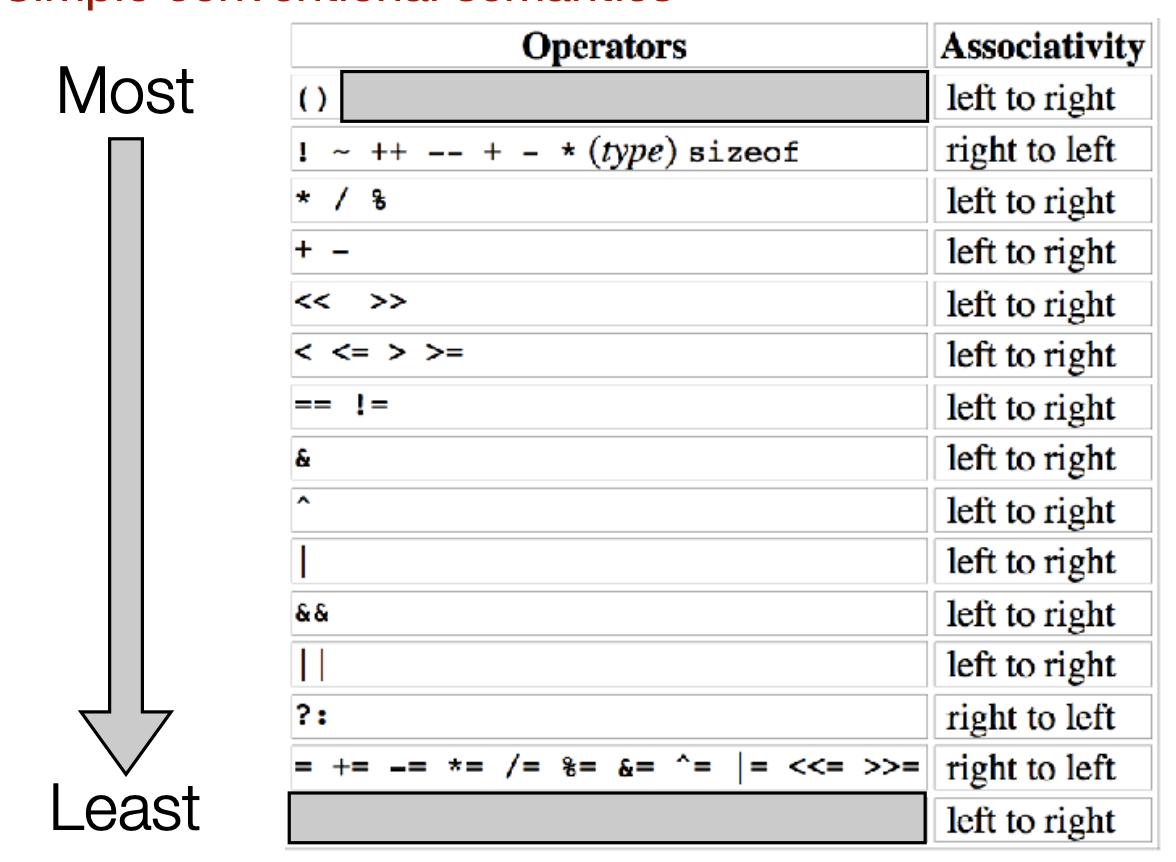 Simple conventional semantics
Operators Associativity
Most
() left to right
! ~ ++ -- + - * (type) sizeof right to left
* / % left to right
+ - left to right
<< >> left to right
< <= > >= left to right
== != left to right
& left to right
^ left to right
| left to right
&& left to right
|| left to right
?: right to left
= += -= *= /= %= &= ^= |= <<= >>= right to left
Least
left to right